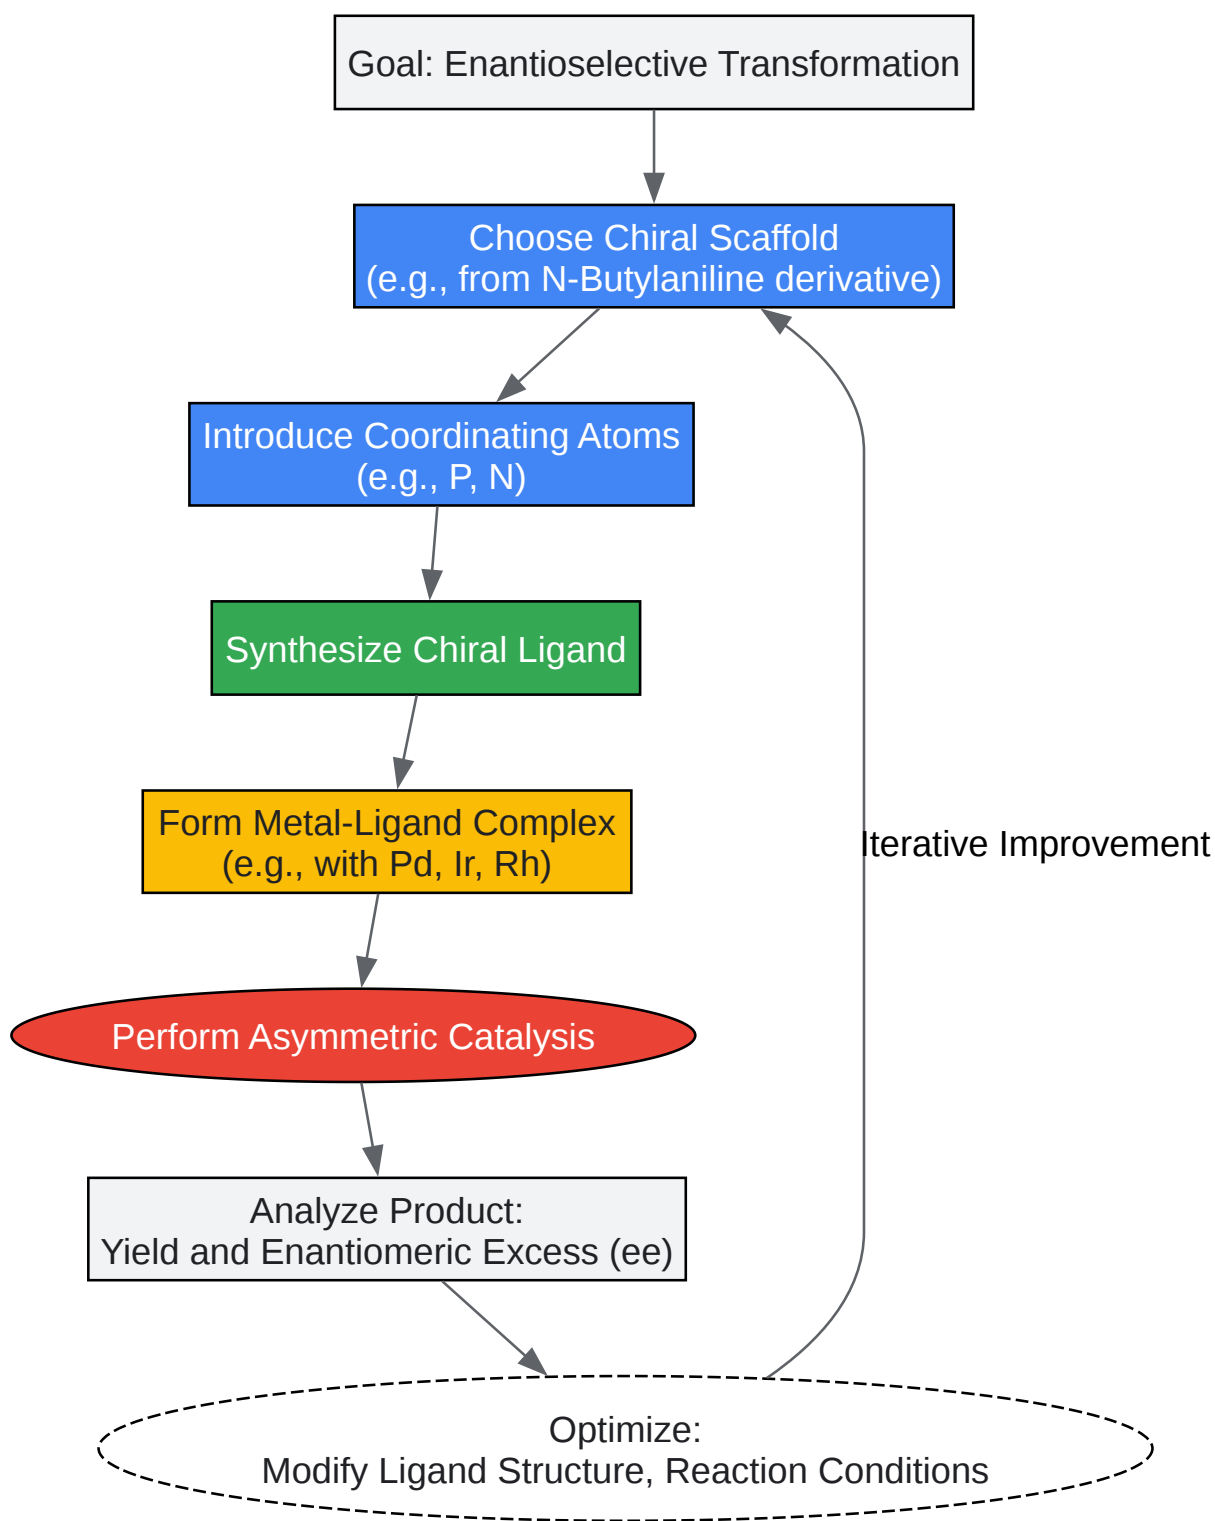 Goal: Enantioselective Transformation
Choose Chiral Scaffold
(e.g., from N-Butylaniline derivative)
Introduce Coordinating Atoms
(e.g., P, N)
Synthesize Chiral Ligand
Form Metal-Ligand Complex
(e.g., with Pd, Ir, Rh)
Iterative Improvement
Perform Asymmetric Catalysis
Analyze Product:
Yield and Enantiomeric Excess (ee)
Optimize:
Modify Ligand Structure, Reaction Conditions